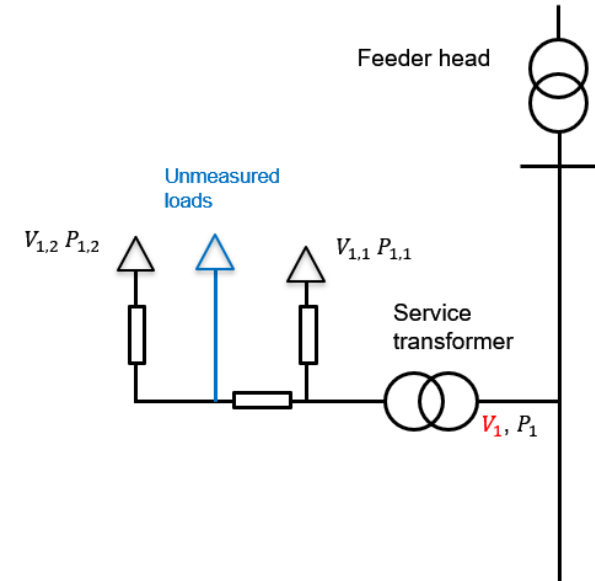 Feeder head
Unmeasured
loads
V₁,₂ P₁,₂
V₁,₁ P₁,₁
Service
transformer
V₁, P₁